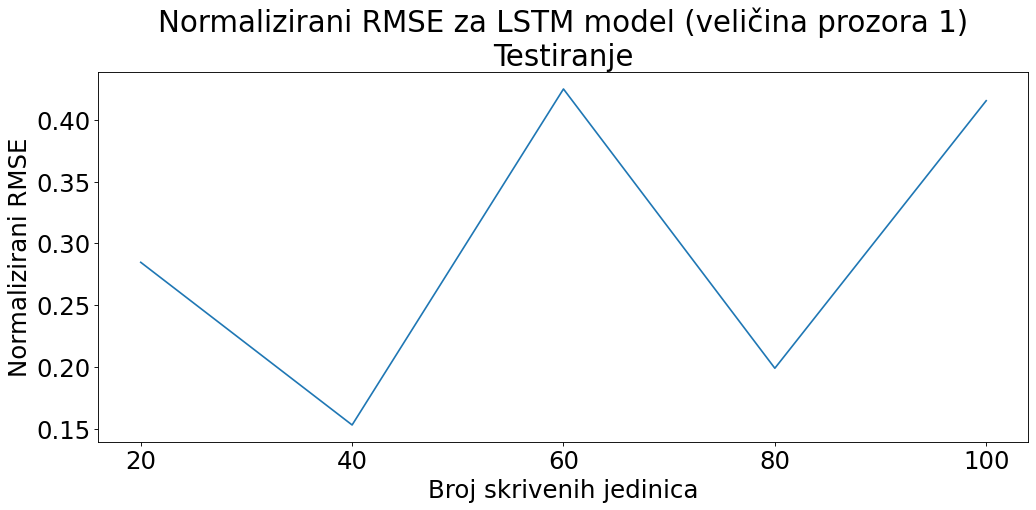 Normalizirani RMSE za LSTM model (veličina prozora 1)
Testiranje
Normalizirani RMSE
0.40
0.35
0.30
0.25
0.20
0.15
20 40 60 80 100
Broj skrivenih jedinica